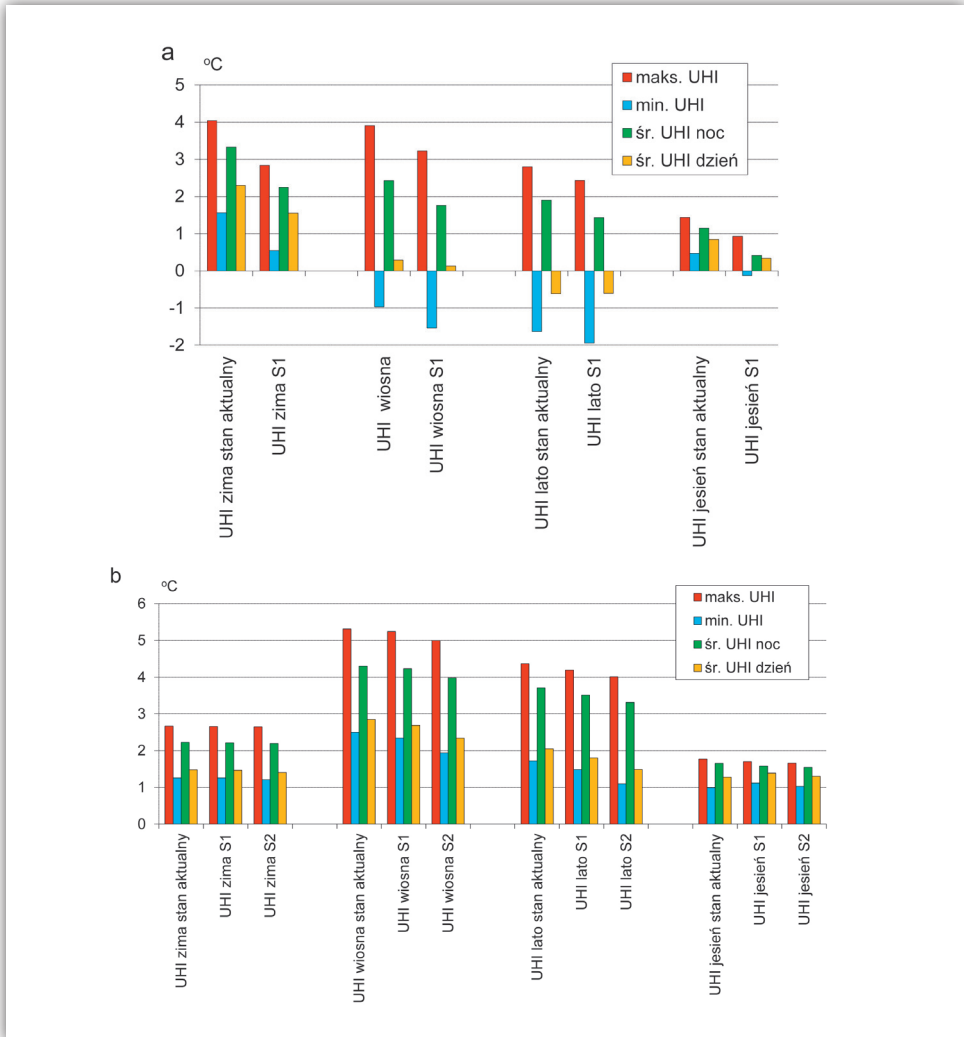 a
ºC
maks. UHI
min. UHI
śr. UHI noc
śr. UHI dzień
5
4
3
2
1
0
-1
-2
UHI zima stan aktualny
UHI zima S1
UHI wiosna
UHI wiosna S1
UHI lato stan aktualny
UHI lato S1
UHI jesień stan aktualny
UHI jesień S1
b
ºC
maks. UHI
min. UHI
śr. UHI noc
śr. UHI dzień
6
5
4
3
2
1
0
UHI zima stan aktualny
UHI zima S1
UHI zima S2
UHI wiosna stan aktualny
UHI wiosna S1
UHI wiosna S2
UHI lato stan aktualny
UHI lato S1
UHI lato S2
UHI jesień stan aktualny
UHI jesień S1
UHI jesień S2